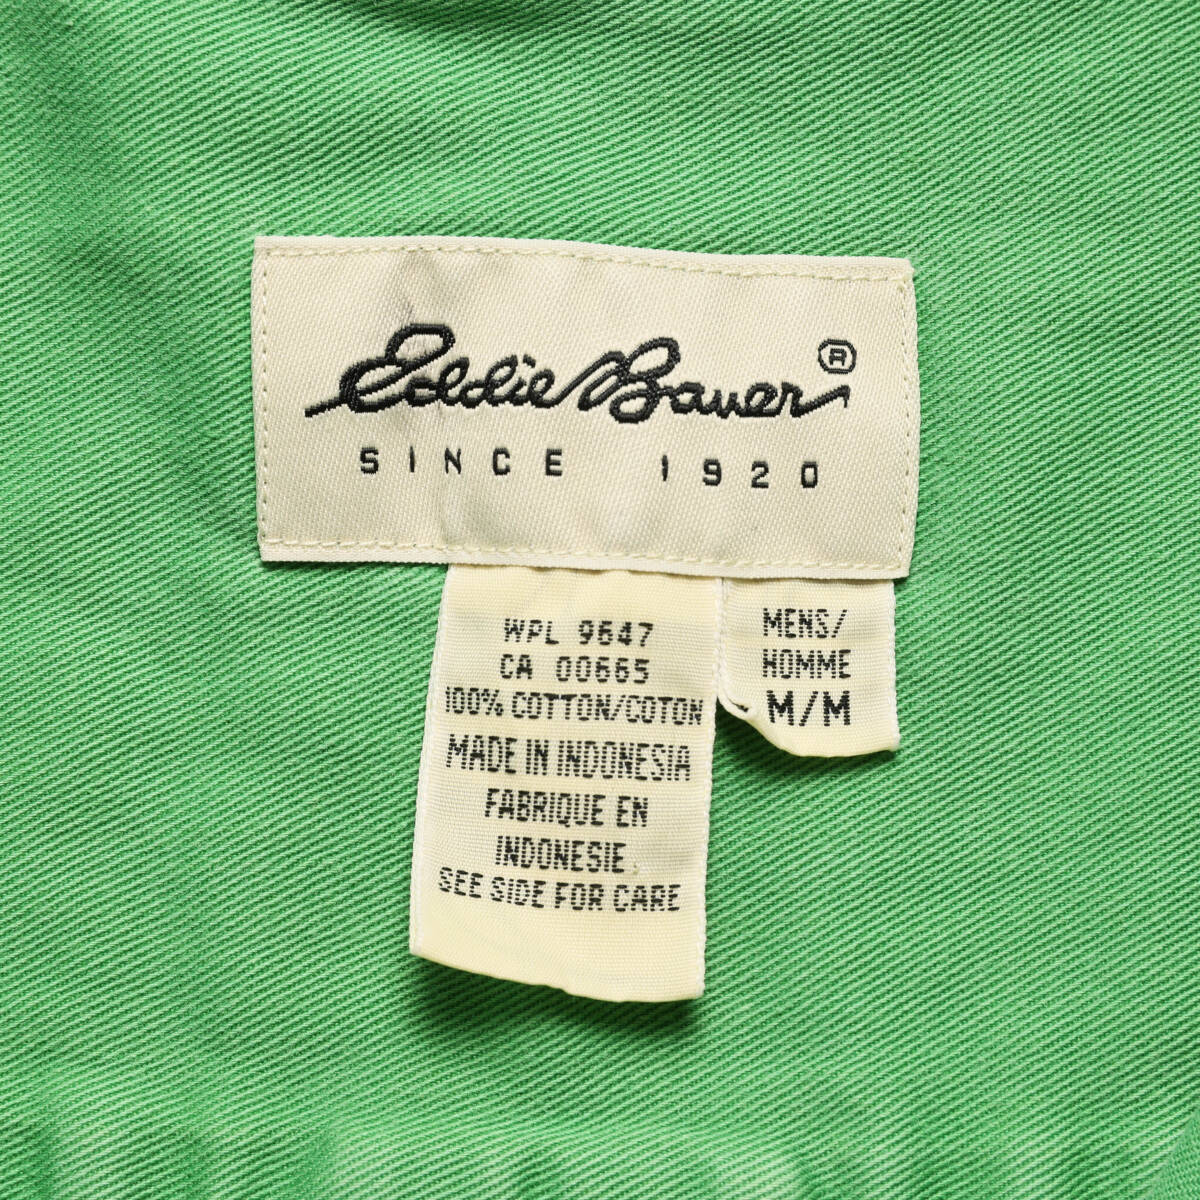 Eddie Bauer ®
SINCE 1920
WPL 9647
CA 00665
100% COTTON/COTON
MADE IN INDONESIA
FABRIQUE EN
INDONESIE
SEE SIDE FOR CARE
MENS/
HOMME
M/M